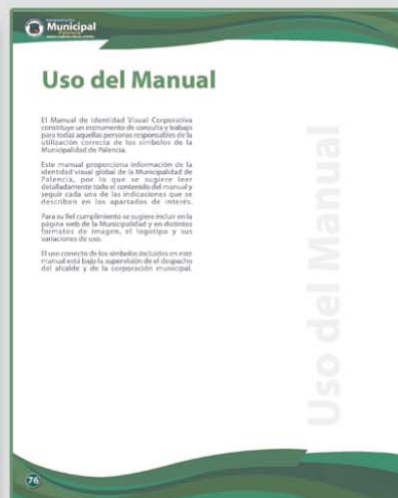 Municipal
Palencia
Uso del Manual
El Manual de Identidad Visual Corporativa
constituye un instrumento de consulta y trabajo
para todas aquellas personas responsables de la
utilización correcta de los símbolos de la
Municipalidad de Palencia.
Este manual proporciona información de la
identidad visual global de la Municipalidad de
Palencia, por lo que se sugiere leer
detalladamente todo el contenido del manual y
seguir cada una de las indicaciones que se
describen en los apartados de interés.
Para su fiel cumplimiento se sugiere incluir en la
página web de la Municipalidad y en distintos
formatos de imagen, el logotipo y sus
variaciones de uso.
El uso correcto de los símbolos incluidos en este
manual está bajo la supervisión de el despacho
del alcalde y de la corporación municipal.
Uso del Manual
76